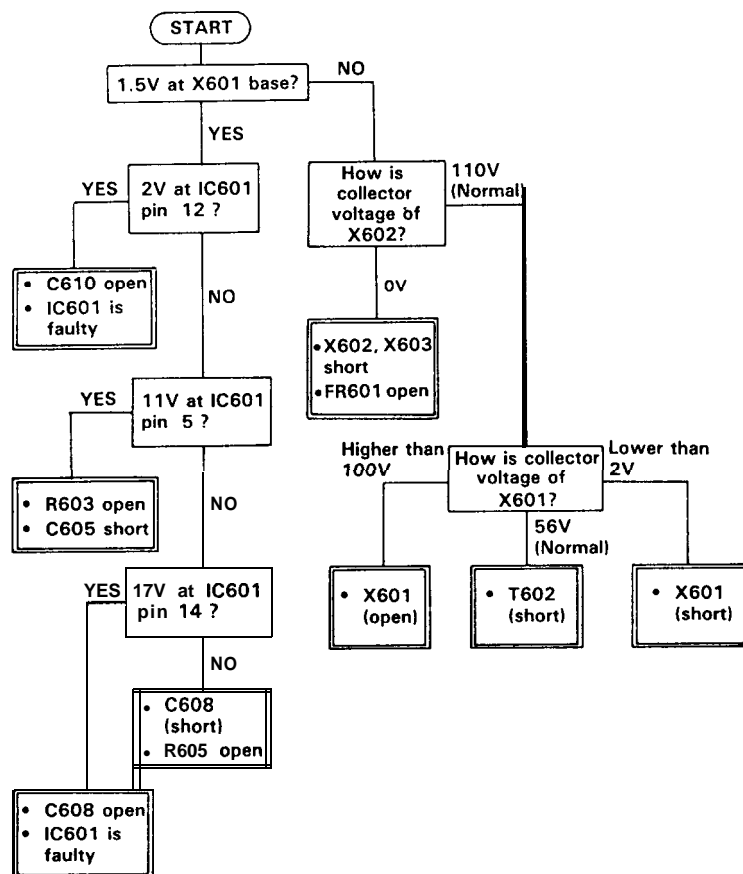 START
1.5V at X601 base?
NO
YES
YES
2V at IC601
pin 12 ?
How is
collector
voltage of
X602?
110V
(Normal)
• C610 open
• IC601 is
faulty
NO
0V
• X602, X603
short
• FR601 open
YES
11V at IC601
pin 5 ?
Higher than
100V
How is collector
voltage of
X601?
Lower than
2V
• R603 open
• C605 short
NO
56V
(Normal)
YES
17V at IC601
pin 14 ?
• X601
(open)
• T602
(short)
• X601
(short)
NO
• C608
(short)
• R605 open
• C608 open
• IC601 is
faulty